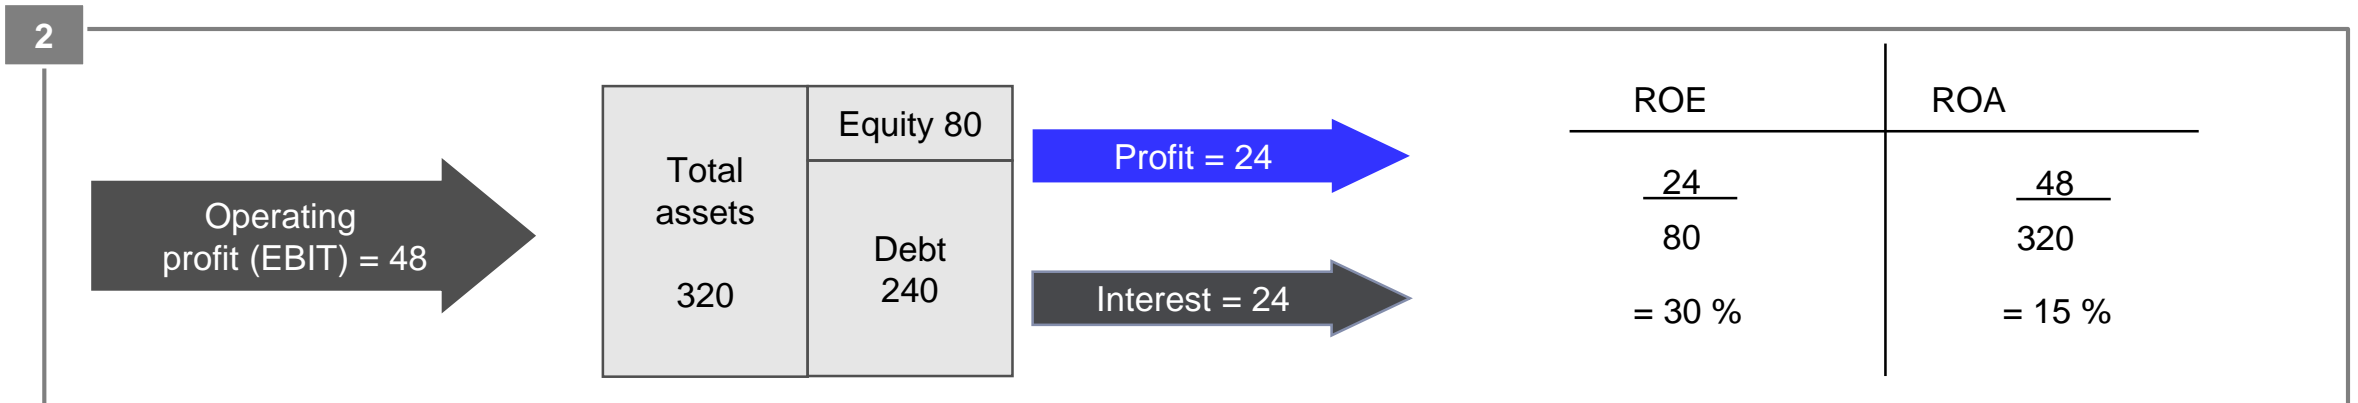 2
Operating
profit (EBIT) = 48
Total
assets
320
Equity 80
Debt
240
Profit = 24
Interest = 24
ROE
24
80
= 30 %
ROA
48
320
= 15 %